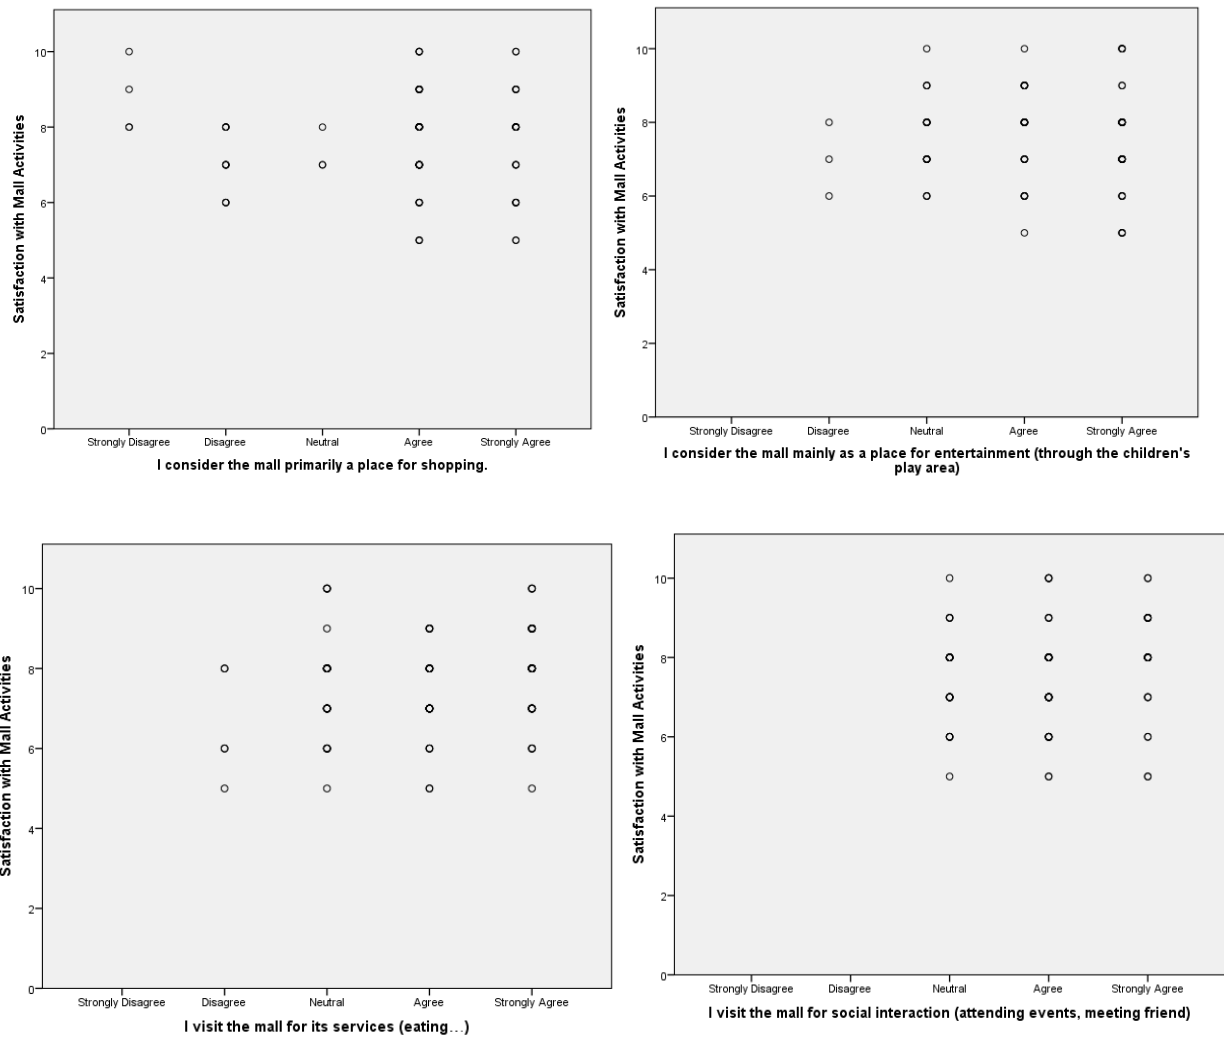 10
8
6
4
2
0
Satisfaction with Mall Activities
Strongly Disagree Disagree Neutral Agree Strongly Agree
I consider the mall primarily a place for shopping.
10
8
6
4
2
0
Satisfaction with Mall Activities
Strongly Disagree Disagree Neutral Agree Strongly Agree
I consider the mall mainly as a place for entertainment (through the children's
play area)
10
8
6
4
2
0
Satisfaction with Mall Activities
Strongly Disagree Disagree Neutral Agree Strongly Agree
I visit the mall for its services (eating…)
10
8
6
4
2
0
Satisfaction with Mall Activities
Strongly Disagree Disagree Neutral Agree Strongly Agree
I visit the mall for social interaction (attending events, meeting friend)